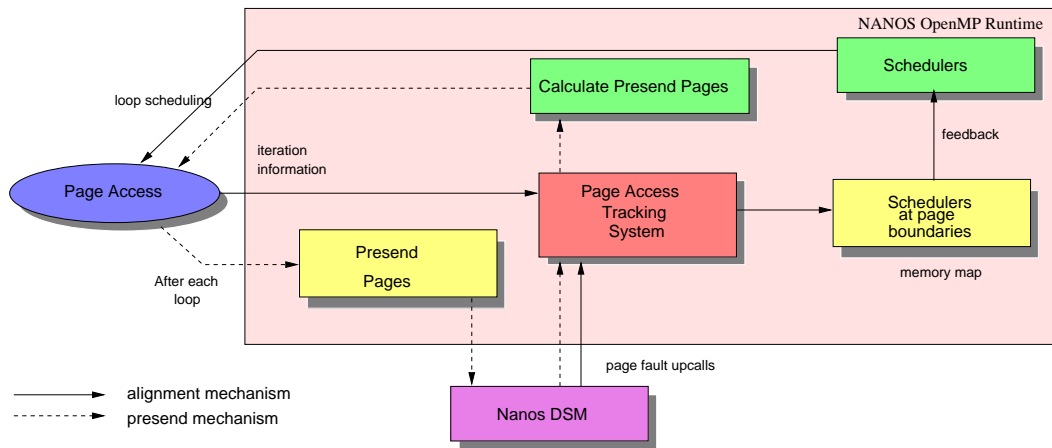 NANOS OpenMP Runtime
Schedulers
Calculate Presend Pages
loop scheduling
feedback
iteration
information
Page Access
Page Access
Tracking
System
Schedulers
at page
boundaries
Presend
Pages
After each
loop
memory map
page fault upcalls
alignment mechanism
presend mechanism
Nanos DSM